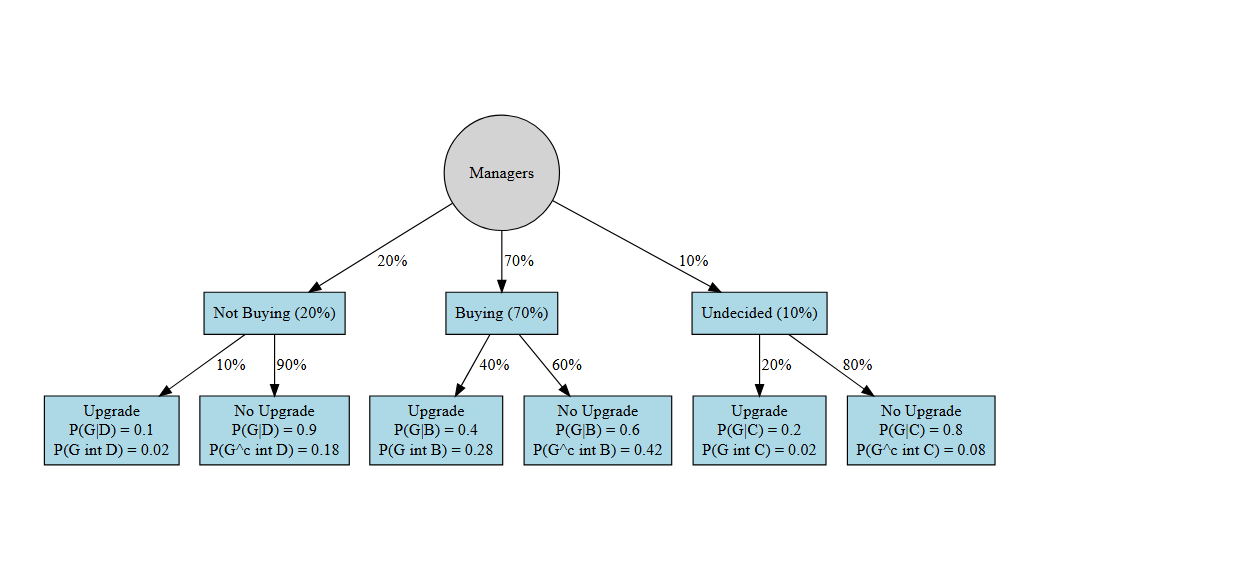 Managers
20%
70%
10%
Not Buying (20%)
Buying (70%)
Undecided (10%)
10%
90%
40%
60%
20%
80%
Upgrade
P(G|D) = 0.1
P(G int D) = 0.02
No Upgrade
P(G|D) = 0.9
P(G^c int D) = 0.18
Upgrade
P(G|B) = 0.4
P(G int B) = 0.28
No Upgrade
P(G|B) = 0.6
P(G^c int B) = 0.42
Upgrade
P(G|C) = 0.2
P(G int C) = 0.02
No Upgrade
P(G|C) = 0.8
P(G^c int C) = 0.08